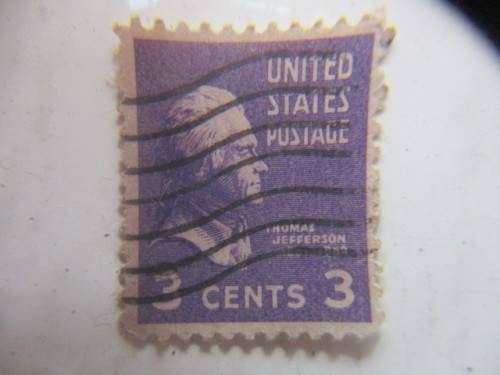 UNITED
STATES
POSTAGE
THOMAS
JEFFERSON
3 CENTS 3